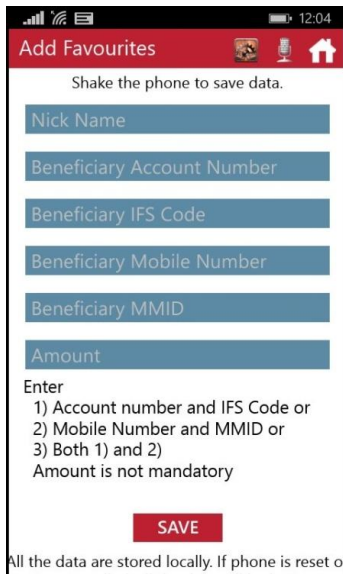 12:04
Add Favourites
Shake the phone to save data.
Nick Name
Beneficiary Account Number
Beneficiary IFS Code
Beneficiary Mobile Number
Beneficiary MMID
Amount
Enter
1) Account number and IFS Code or
2) Mobile Number and MMID or
3) Both 1) and 2)
Amount is not mandatory
SAVE
All the data are stored locally. If phone is reset o